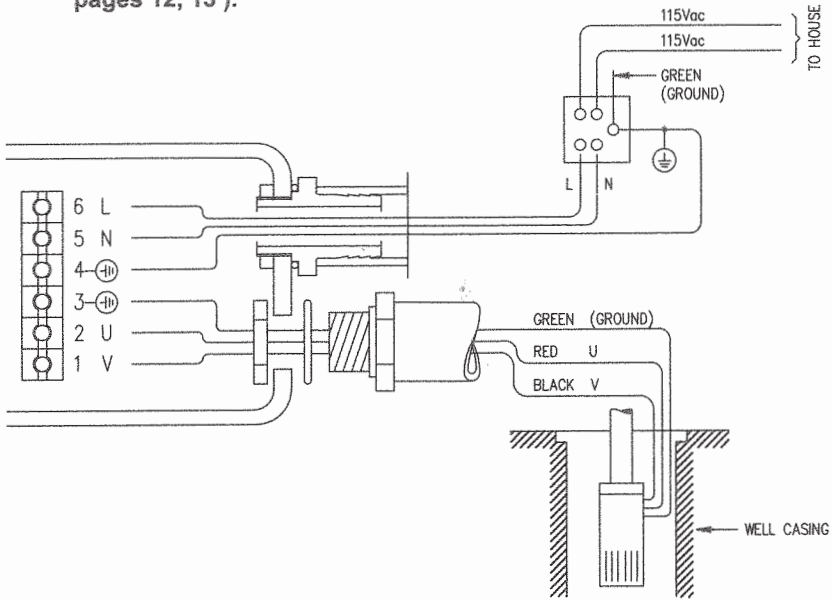 pages 12, 13 ).
115Vac
115Vac
TO HOUSE
GREEN
(GROUND)
L N
6 L
5 N
4
3
2 U
1 V
GREEN (GROUND)
RED U
BLACK V
WELL CASING